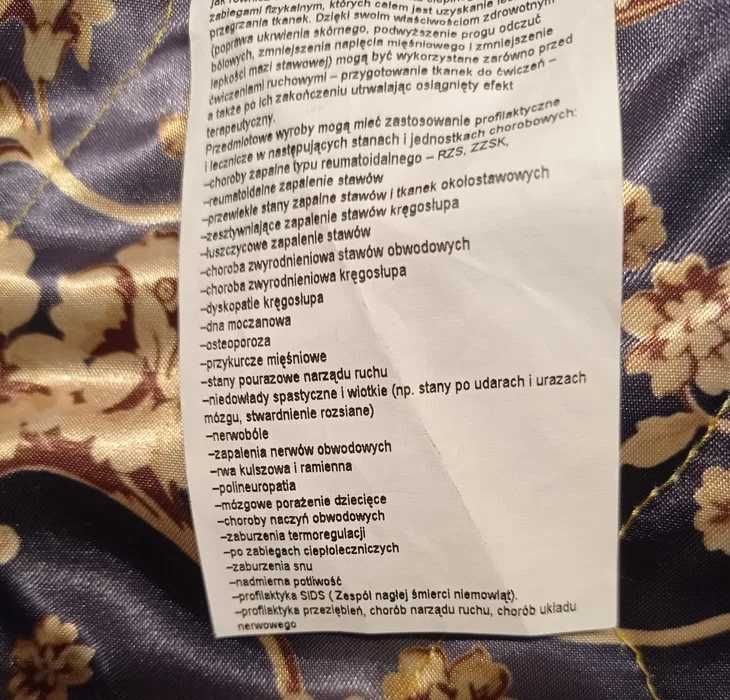 zabiegami fizykalnym, których celem jest uzyskanie
przegrzania tkanek. Dzięki swoim właściwościom zdrowotnym
(poprawa ukrwienia skórnego, podwyższenie progu odczuć
bólowych, zmniejszenia napięcia mięśniowego i zmniejszenie
lepkości mazi stawowej) mogą być wykorzystane zarówno przed
ćwiczeniami ruchowymi – przygotowanie tkanek do ćwiczeń –
a także po ich zakończeniu utrwalając osiągnięty efekt
terapeutyczny.
Przedmiotowe wyroby mogą mieć zastosowanie profilaktyczne
i lecznicze w następujących stanach i jednostkach chorobowych:
–choroby zapalne typu reumatoidalnego – RZS, ZZSK,
–reumatoidalne zapalenie stawów
–przewlekłe stany zapalne stawów i tkanek okołostawowych
–zesztywniające zapalenie stawów kręgosłupa
–łuszczycowe zapalenie stawów
–choroba zwyrodnieniowa stawów obwodowych
–choroba zwyrodnieniowa kręgosłupa
–dyskopatie kręgosłupa
–dna moczanowa
–osteoporoza
–przykurcze mięśniowe
–stany pourazowe narządu ruchu
–niedowłady spastyczne i wiotkie (np. stany po udarach i urazach
mózgu, stwardnienie rozsiane)
–nerwobóle
–zapalenia nerwów obwodowych
–rwa kulszowa i ramienna
–polineuropatia
–mózgowe porażenie dziecięce
–choroby naczyń obwodowych
–zaburzenia termoregulacji
–po zabiegach ciepłoleczniczych
–zaburzenia snu
–nadmierna potliwość
–profilaktyka SIDS ( Zespół nagłej śmierci niemowląt).
–profilaktyka przeziębień, chorób narządu ruchu, chorób układu
nerwowego